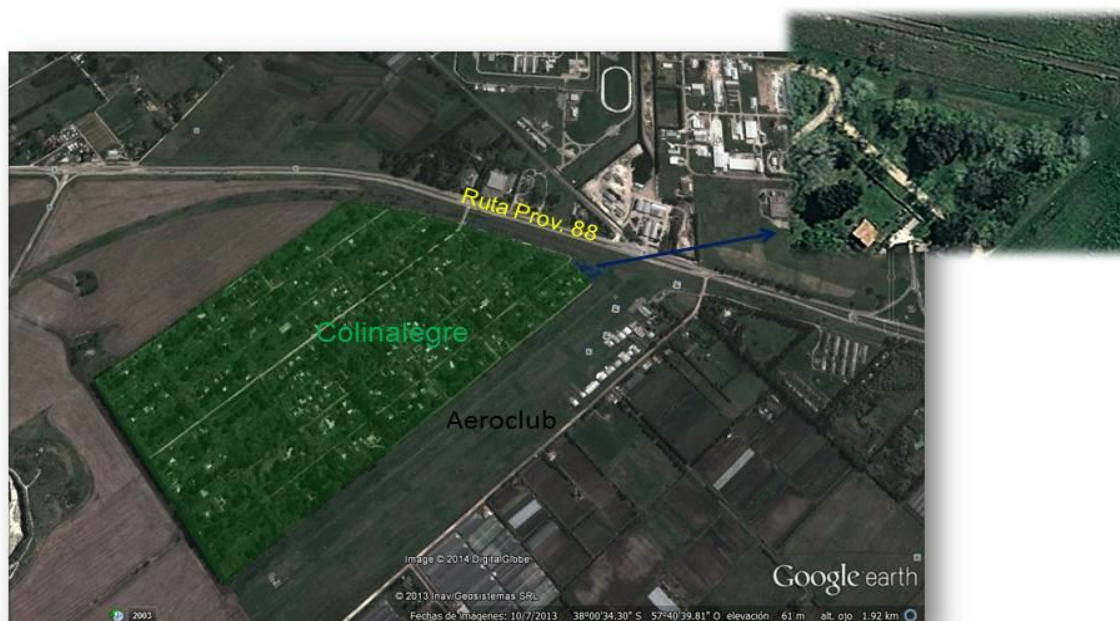 Ruta Prov. 88
Colinalegre
Aeroclub
Image © 2014 DigitalGlobe
Google earth
© 2013 Inav/Geosistemas SRL
2003
Fechas de imágenes: 10/7/2013 38°00'34.30" S 57°40'39.81" O elevación 61 m alt. ojo 1.92 km